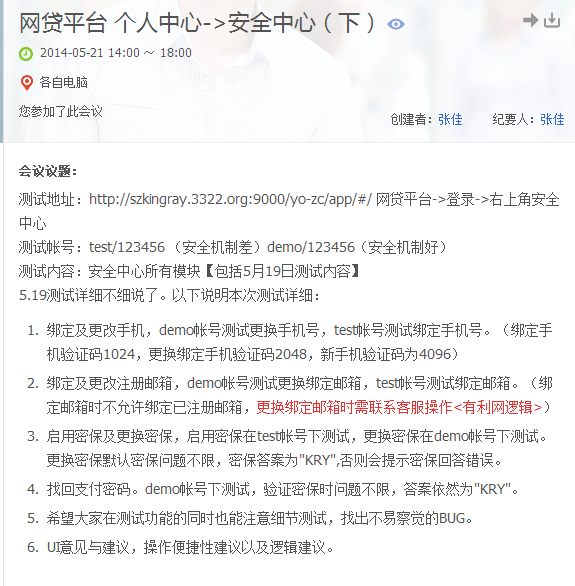 网贷平台 个人中心->安全中心（下）
2014-05-21 14:00 ～ 18:00
各自电脑
您参加了此会议
创建者：张佳 纪要人：张佳
会议议题：
测试地址：http://szkingray.3322.org:9000/yo-zc/app/#/ 网贷平台->登录->右上角安全
中心
测试帐号：test/123456 （安全机制差）demo/123456（安全机制好）
测试内容：安全中心所有模块【包括5月19日测试内容】
5.19测试详细不细说了。以下说明本次测试详细：
1. 绑定及更改手机，demo帐号测试更换手机号，test帐号测试绑定手机号。（绑定手
机验证码1024，更换绑定手机验证码2048，新手机验证码为4096）
2. 绑定及更改注册邮箱，demo帐号测试更换绑定邮箱，test帐号测试绑定邮箱。（绑
定邮箱时不允许绑定已注册邮箱，更换绑定邮箱时需联系客服操作<有利网逻辑>）
3. 启用密保及更换密保，启用密保在test帐号下测试，更换密保在demo帐号下测试。
更换密保默认密保问题不限，密保答案为"KRY",否则会提示密保回答错误。
4. 找回支付密码。demo帐号下测试，验证密保时问题不限，答案依然为"KRY"。
5. 希望大家在测试功能的同时也能注意细节测试，找出不易察觉的BUG。
6. UI意见与建议，操作便捷性建议以及逻辑建议。